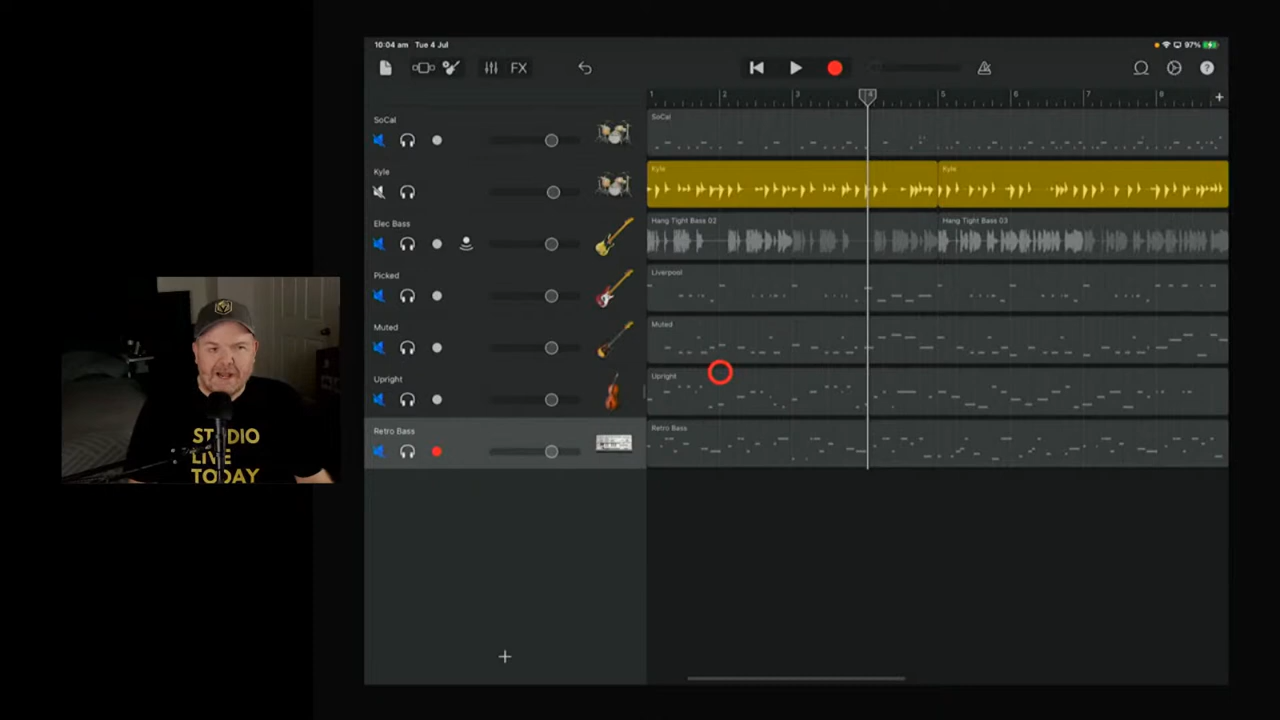 10:04 am Tue 4 Jul
97%
FX
1 2 3 4 5 6 7 8
SoCal
SoCal
Kyle
Kyle
Kyle
Elec Bass
Hang Tight Bass 02
Hang Tight Bass 03
Picked
Liverpool
Muted
Muted
Upright
Upright
Retro Bass
Retro Bass
STUDIO
LIVE
TODAY